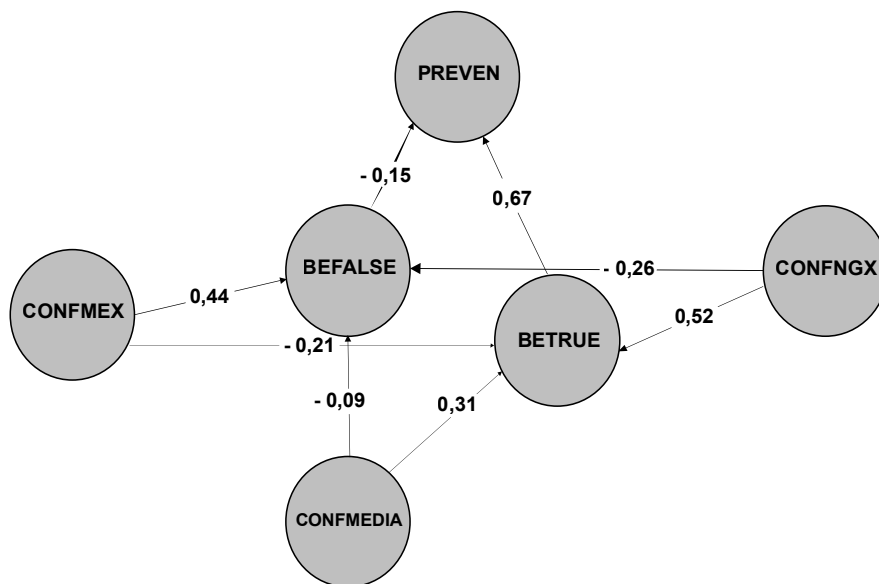 PREVEN
- 0,15
0,67
BEFALSE
- 0,26
CONFNGX
CONFMEX
0,44
0,52
BETRUE
- 0,21
- 0,09
0,31
CONFMEDIA